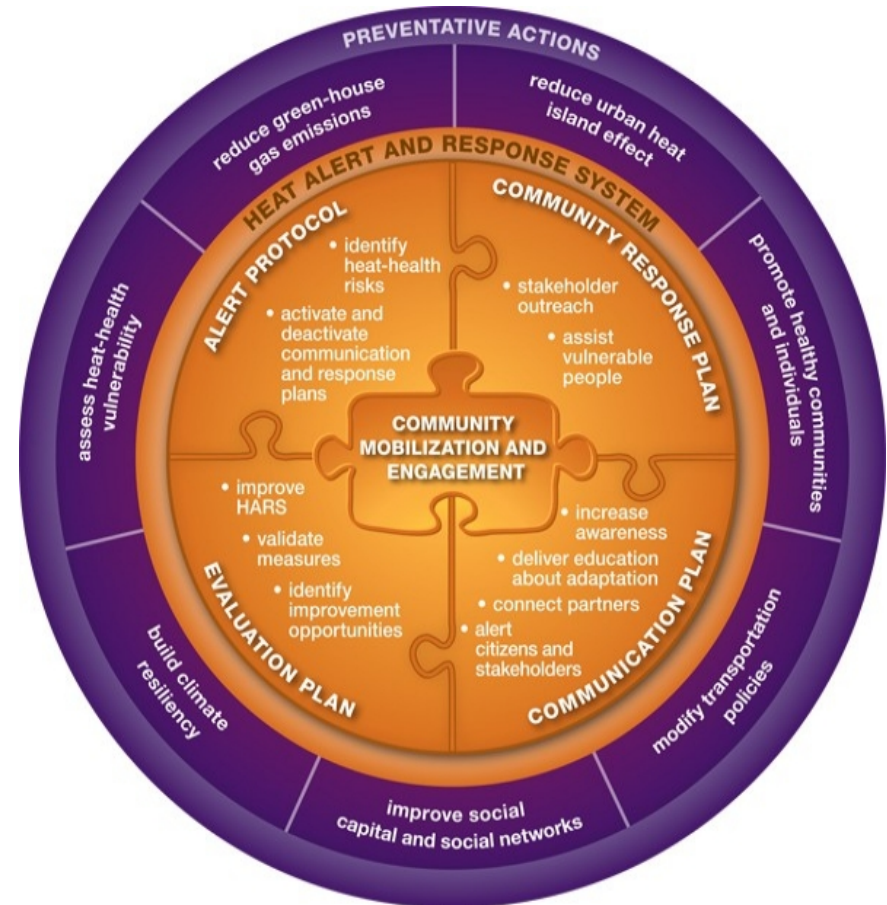 PREVENTATIVE ACTIONS
reduce green-house
gas emissions
reduce urban heat
island effect
promote healthy communities
and individuals
modify transportation
policies
improve social
capital and social networks
build climate
resiliency
assess heat-health
vulnerability
HEAT ALERT AND RESPONSE SYSTEM
ALERT PROTOCOL
• identify
heat-health
risks
• activate and
deactivate
communication
and response
plans
COMMUNITY RESPONSE PLAN
• stakeholder
outreach
• assist
vulnerable
people
COMMUNITY
MOBILIZATION AND
ENGAGEMENT
• improve
HARS
• validate
measures
• identify
improvement
opportunities
EVALUATION PLAN
• increase
awareness
• deliver education
about adaptation
• connect partners
• alert
citizens and
stakeholders
COMMUNICATION PLAN